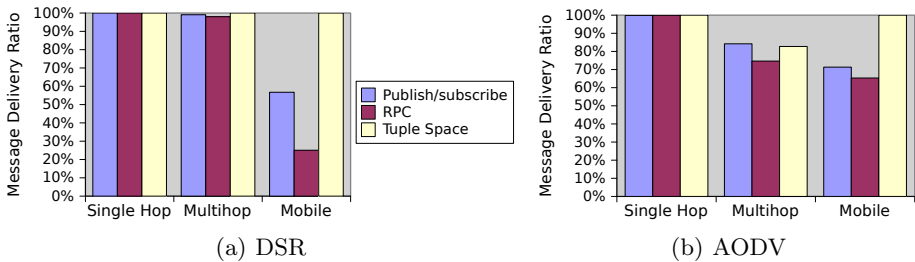 Message Delivery Ratio
100%
90%
80%
70%
60%
50%
40%
30%
20%
10%
0%
Single Hop Multihop Mobile
Publish/subscribe
RPC
Tuple Space
(a) DSR
Message Delivery Ratio
100%
90%
80%
70%
60%
50%
40%
30%
20%
10%
0%
Single Hop Multihop Mobile
(b) AODV